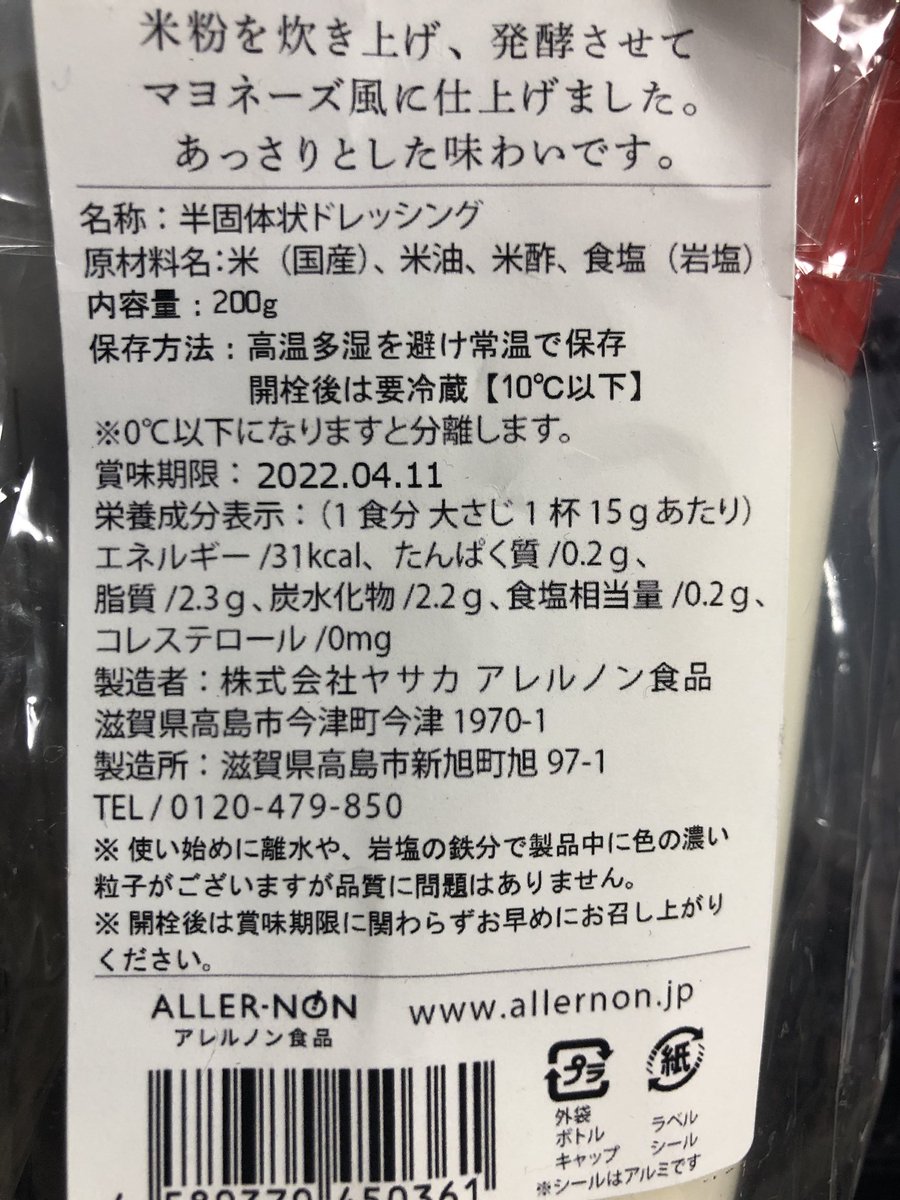 米粉を炊き上げ、発酵させて
マヨネーズ風に仕上げました。
あっさりとした味わいです。
名称：半固体状ドレッシング
原材料名：米（国産）、米油、米酢、食塩（岩塩）
内容量：200g
保存方法：高温多湿を避け常温で保存
開栓後は要冷蔵【10℃以下】
※0℃以下になりますと分離します。
賞味期限：2022.04.11
栄養成分表示：（1食分 大さじ1杯15gあたり）
エネルギー/31kcal、たんぱく質/0.2g、
脂質/2.3g、炭水化物/2.2g、食塩相当量/0.2g、
コレステロール/0mg
製造者：株式会社ヤサカ アレルノン食品
滋賀県高島市今津町今津1970-1
製造所：滋賀県高島市新旭町旭97-1
TEL/0120-479-850
※使い始めに離水や、岩塩の鉄分で製品中に色の濃い
粒子がございますが品質に問題はありません。
※開栓後は賞味期限に関わらずお早めにお召し上がり
ください。
ALLER-NON www.allernon.jp
アレルノン食品
プラ 紙
外袋
ボトル
キャップ
ラベル
シール
※シールはアルミです
4 589370 450361